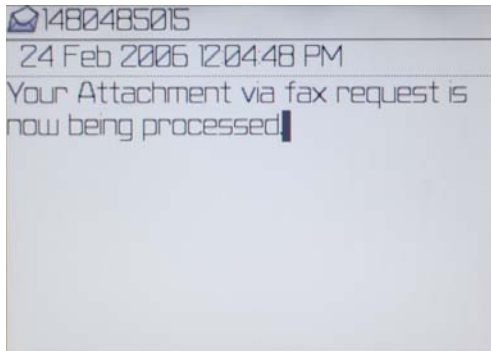 1480485015
24 Feb 2006 12:04:48 PM
Your Attachment via fax request is
now being processed.